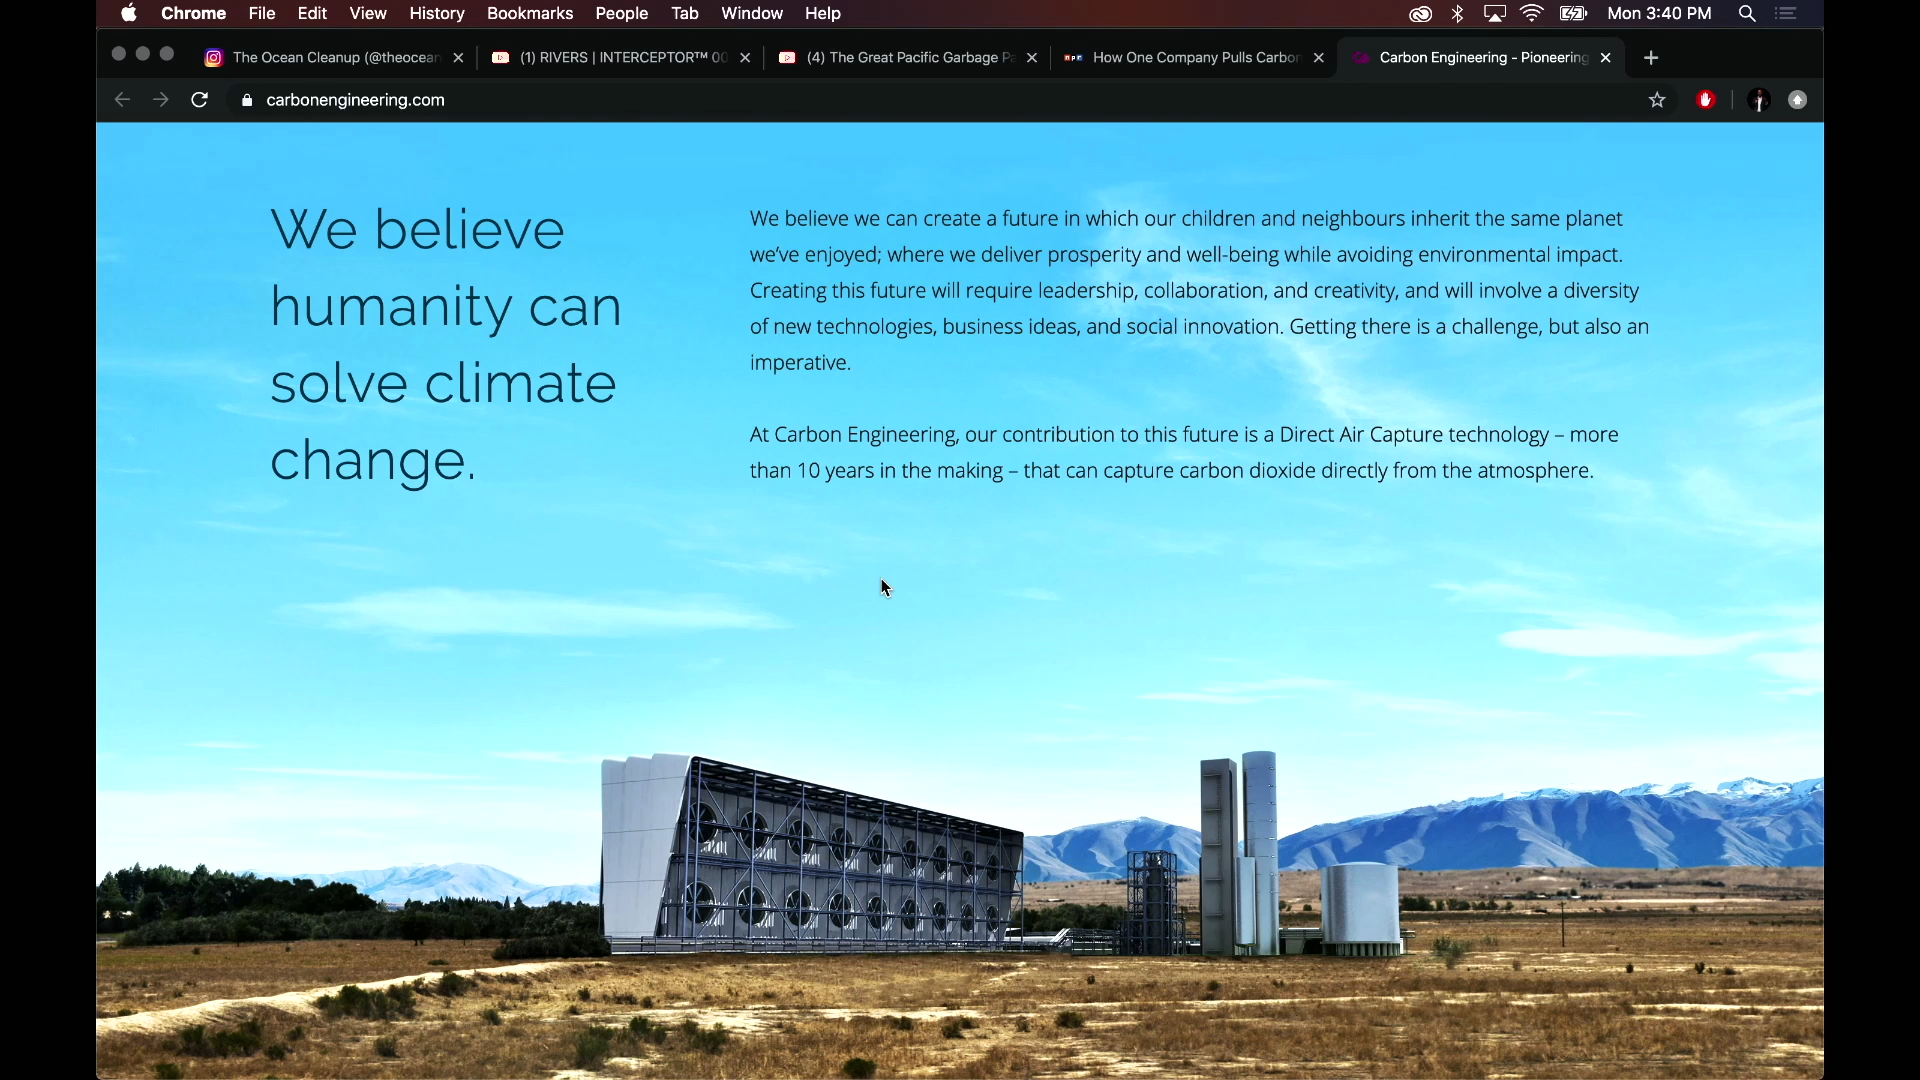 Chrome File Edit View History Bookmarks People Tab Window Help Mon 3:40 PM
The Ocean Cleanup (@theocean (1) RIVERS | INTERCEPTOR™ 00 (4) The Great Pacific Garbage Pa npr How One Company Pulls Carbon Carbon Engineering - Pioneering
carbonengineering.com
We believe
humanity can
solve climate
change.
We believe we can create a future in which our children and neighbours inherit the same planet
we've enjoyed; where we deliver prosperity and well-being while avoiding environmental impact.
Creating this future will require leadership, collaboration, and creativity, and will involve a diversity
of new technologies, business ideas, and social innovation. Getting there is a challenge, but also an
imperative.
At Carbon Engineering, our contribution to this future is a Direct Air Capture technology – more
than 10 years in the making – that can capture carbon dioxide directly from the atmosphere.